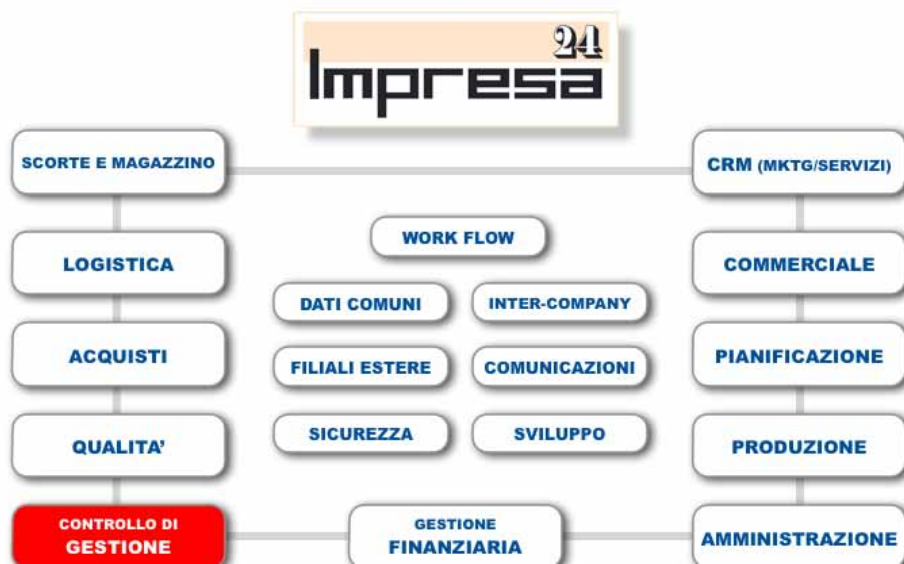 Impresa 24
SCORTE E MAGAZZINO
CRM (MKTG/SERVIZI)
WORK FLOW
LOGISTICA
COMMERCIALE
DATI COMUNI
INTER-COMPANY
ACQUISTI
FILIALI ESTERE
COMUNICAZIONI
PIANIFICAZIONE
QUALITA’
SICUREZZA
SVILUPPO
PRODUZIONE
CONTROLLO DI
GESTIONE
GESTIONE
FINANZIARIA
AMMINISTRAZIONE